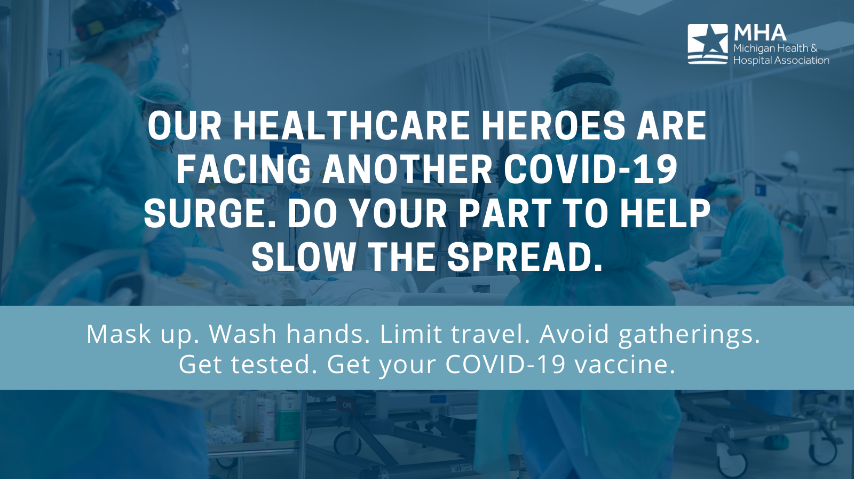 MHA
Michigan Health &
Hospital Association
OUR HEALTHCARE HEROES ARE
FACING ANOTHER COVID-19
SURGE. DO YOUR PART TO HELP
SLOW THE SPREAD.
Mask up. Wash hands. Limit travel. Avoid gatherings.
Get tested. Get your COVID-19 vaccine.